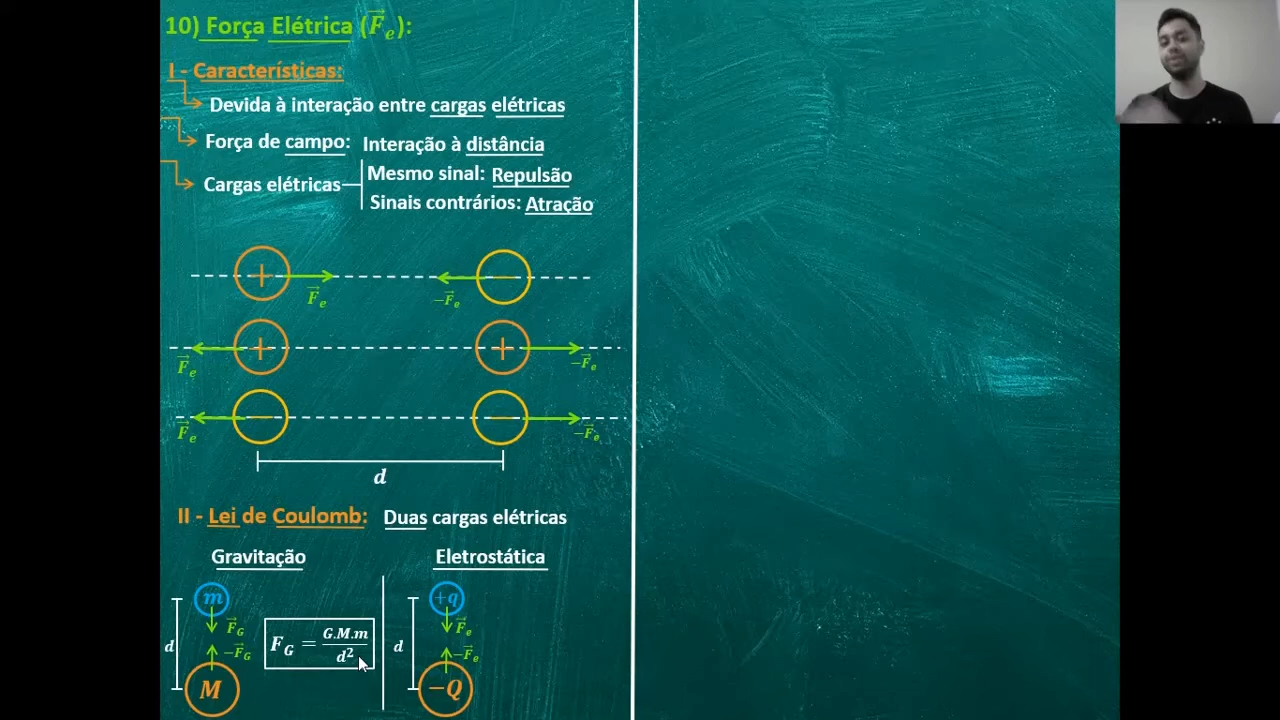 10) Força Elétrica (F⃗e):
I - Características:
Devida à interação entre cargas elétricas
Força de campo: Interação à distância
Cargas elétricas
Mesmo sinal: Repulsão
Sinais contrários: Atração
+ −
F⃗e −F⃗e
+ +
F⃗e −F⃗e
− −
F⃗e −F⃗e
d
II - Lei de Coulomb: Duas cargas elétricas
Gravitação Eletrostática
m +q
F⃗G F⃗e
d F_G = G.M.m/d² d
−F⃗G −F⃗e
M −Q